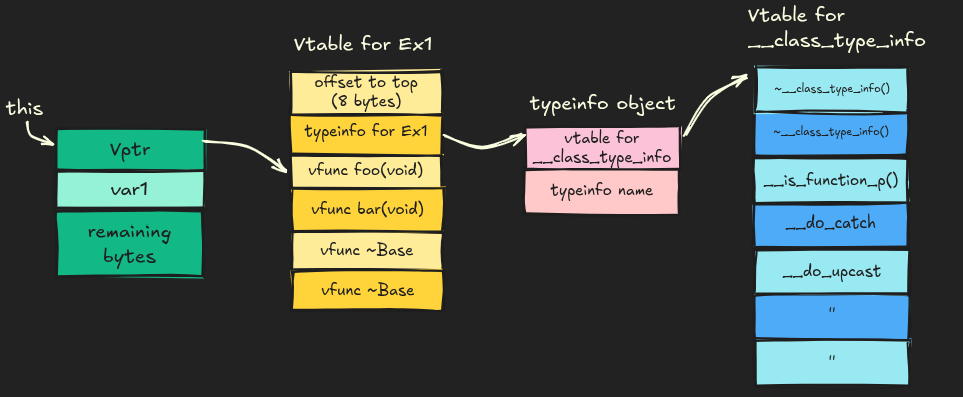 this
Vptr
var1
remaining
bytes
Vtable for Ex1
offset to top
(8 bytes)
typeinfo for Ex1
vfunc foo(void)
vfunc bar(void)
vfunc ~Base
vfunc ~Base
typeinfo object
vtable for
__class_type_info
typeinfo name
Vtable for
__class_type_info
~__class_type_info()
~__class_type_info()
__is_function_p()
__do_catch
__do_upcast
"
"